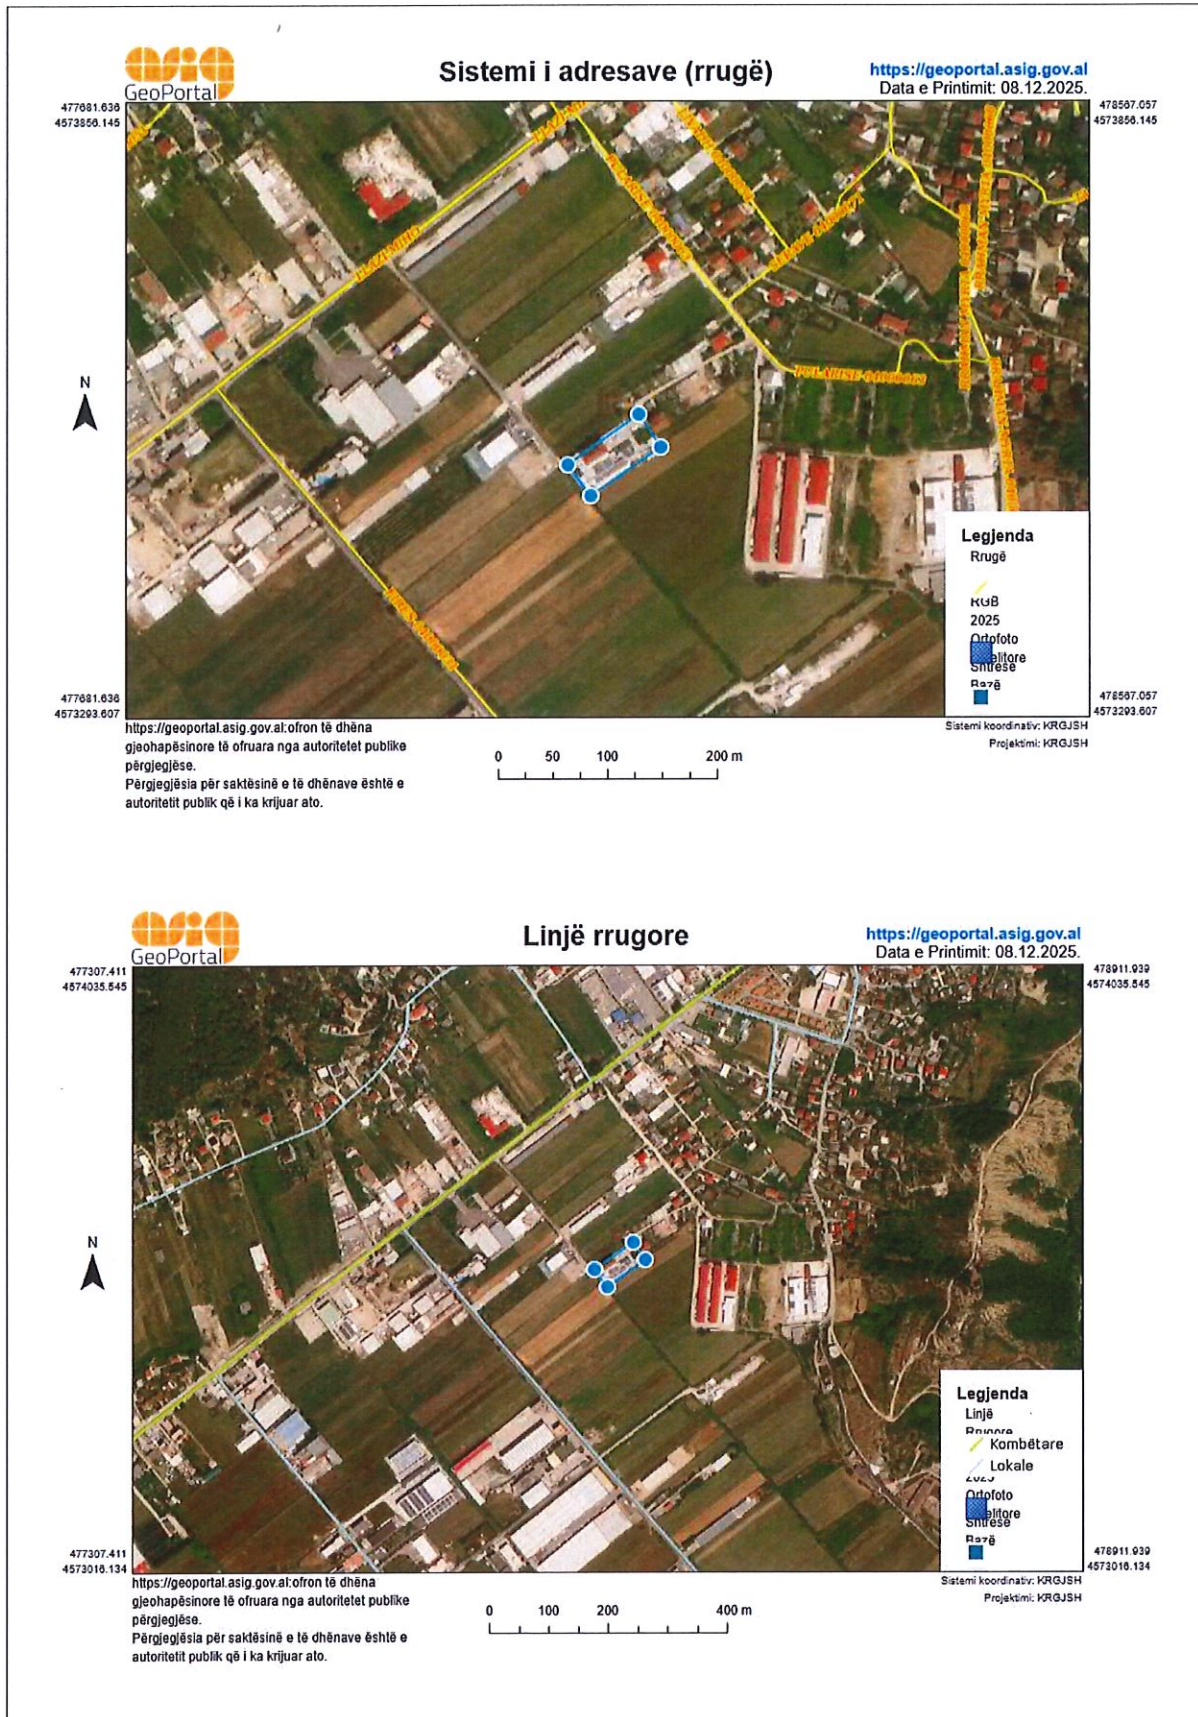 asig
GeoPortal
Sistemi i adresave (rrugë)
https://geoportal.asig.gov.al
Data e Printimit: 08.12.2025.
477681.636
4573856.145
478567.057
4573856.145
N
Legjenda
Rrugë
RGB
2025
Ortofoto
Shtrese
Bazë
477681.636
4573293.607
478567.057
4573293.607
https://geoportal.asig.gov.al:ofron të dhëna
gjeohapësinore të ofruara nga autoritetet publike
përgjegjëse.
Përgjegjësia për saktësinë e të dhënave është e
autoritetit publik që i ka krijuar ato.
0 50 100 200 m
Sistemi koordinativ: KRGJSH
Projektimi: KRGJSH
asig
GeoPortal
Linjë rrugore
https://geoportal.asig.gov.al
Data e Printimit: 08.12.2025.
477307.411
4574035.545
478911.939
4574035.545
N
Legjenda
Linjë
Rrugore
Kombëtare
Lokale
2025
Ortofoto
Shtrese
Bazë
477307.411
4573016.134
478911.939
4573016.134
https://geoportal.asig.gov.al:ofron të dhëna
gjeohapësinore të ofruara nga autoritetet publike
përgjegjëse.
Përgjegjësia për saktësinë e të dhënave është e
autoritetit publik që i ka krijuar ato.
0 100 200 400 m
Sistemi koordinativ: KRGJSH
Projektimi: KRGJSH